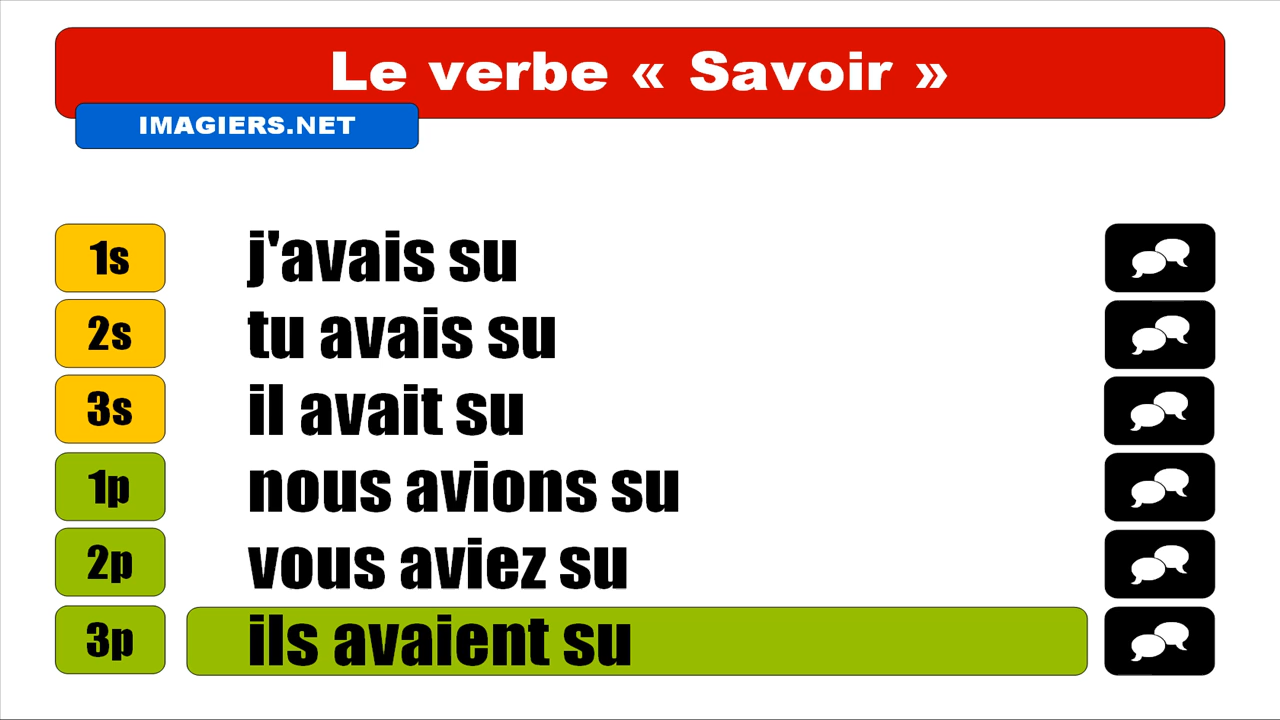 Le verbe « Savoir »
IMAGIERS.NET
1s j'avais su
2s tu avais su
3s il avait su
1p nous avions su
2p vous aviez su
3p ils avaient su